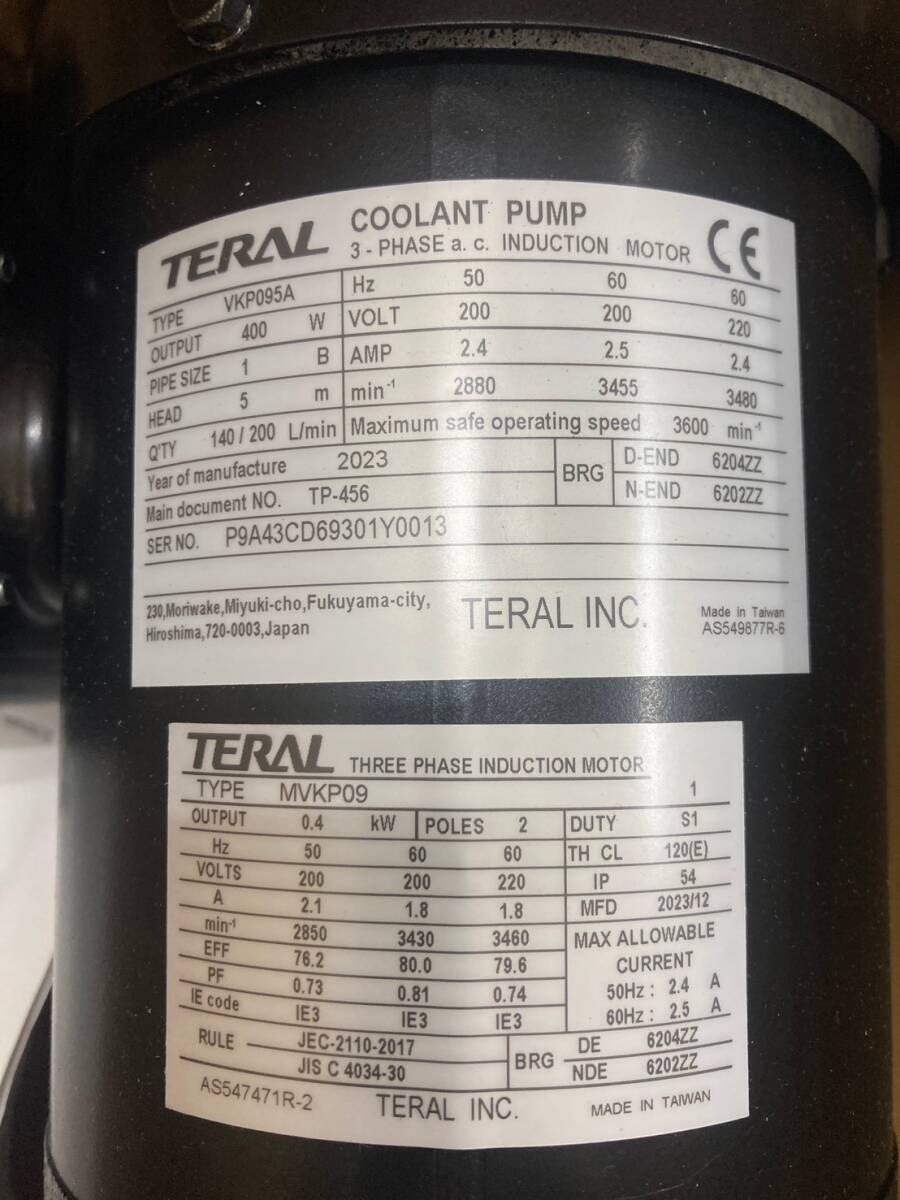 TERAL COOLANT PUMP CE
3 - PHASE a. c. INDUCTION MOTOR
TYPE VKP095A Hz 50 60 60
OUTPUT 400 W VOLT 200 200 220
PIPE SIZE 1 B AMP 2.4 2.5 2.4
HEAD 5 m min-1 2880 3455 3480
Q'TY 140 / 200 L/min Maximum safe operating speed 3600 min-1
Year of manufacture 2023 BRG D-END 6204ZZ
Main document NO. TP-456 N-END 6202ZZ
SER NO. P9A43CD69301Y0013
230,Moriwake,Miyuki-cho,Fukuyama-city,
Hiroshima,720-0003,Japan
TERAL INC.
Made in Taiwan
AS549877R-6
TERAL THREE PHASE INDUCTION MOTOR
TYPE MVKP09 1
OUTPUT 0.4 kW POLES 2 DUTY S1
Hz 50 60 60 TH CL 120(E)
VOLTS 200 200 220 IP 54
A 2.1 1.8 1.8 MFD 2023/12
min-1 2850 3430 3460 MAX ALLOWABLE
EFF 76.2 80.0 79.6 CURRENT
PF 0.73 0.81 0.74 50Hz : 2.4 A
IE code IE3 IE3 IE3 60Hz : 2.5 A
RULE JEC-2110-2017 BRG DE 6204ZZ
JIS C 4034-30 NDE 6202ZZ
AS547471R-2 TERAL INC. MADE IN TAIWAN